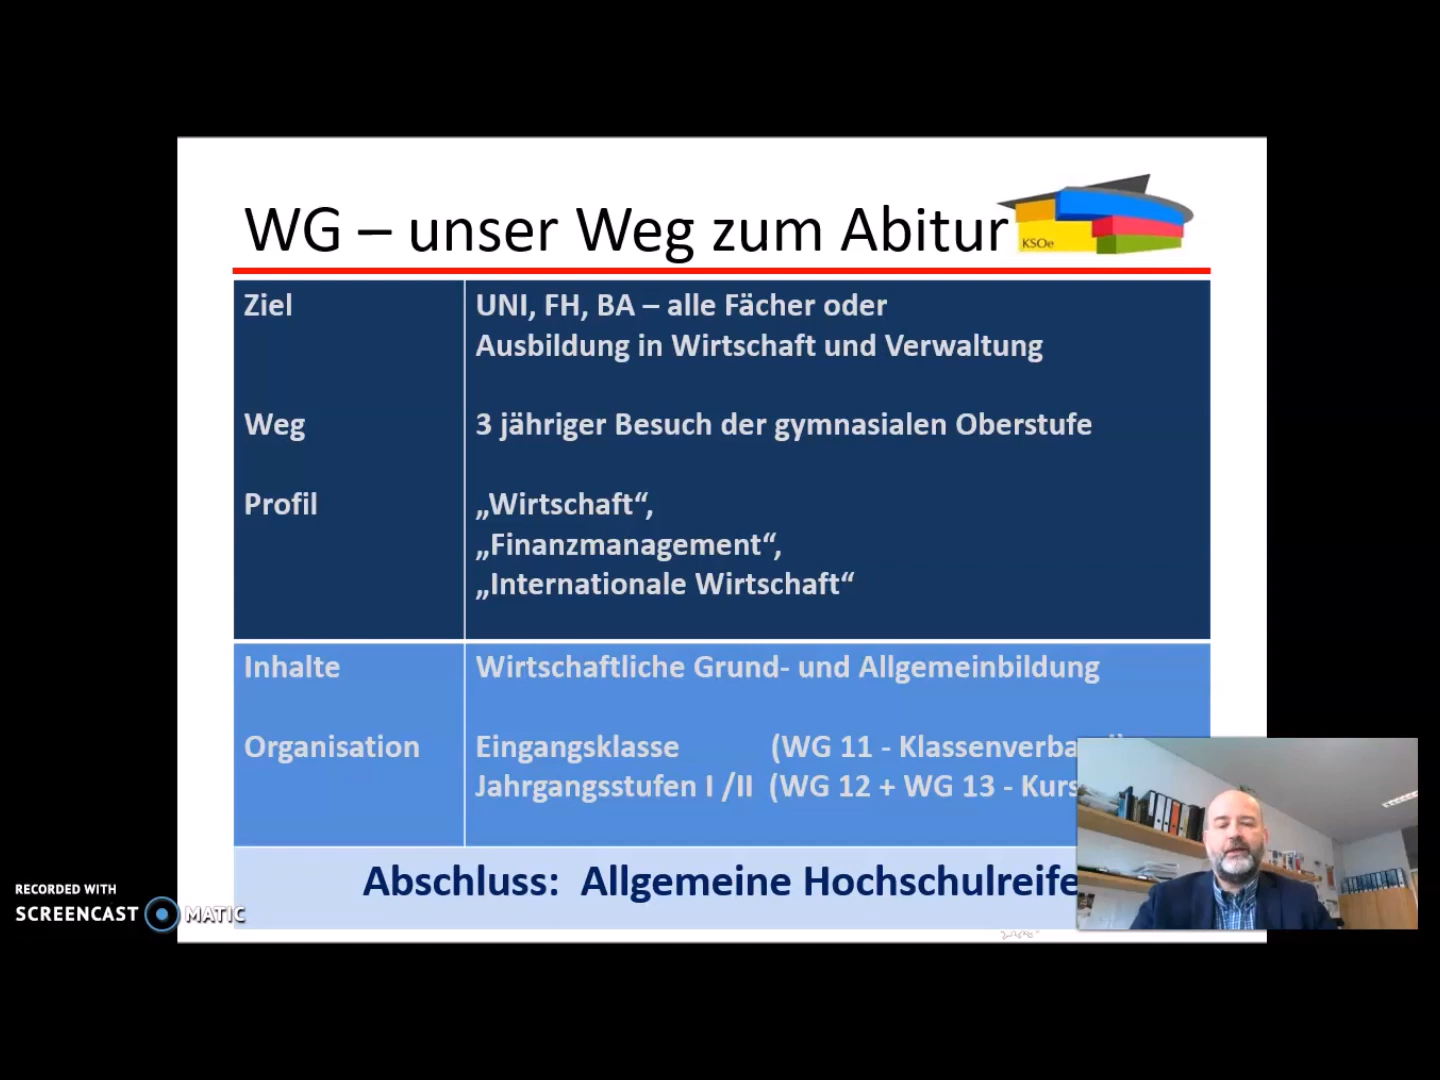 WG – unser Weg zum Abitur
KSOe
Ziel
UNI, FH, BA – alle Fächer oder
Ausbildung in Wirtschaft und Verwaltung
Weg
3 jähriger Besuch der gymnasialen Oberstufe
Profil
„Wirtschaft“,
„Finanzmanagement“,
„Internationale Wirtschaft“
Inhalte
Wirtschaftliche Grund- und Allgemeinbildung
Organisation
Eingangsklasse (WG 11 -
Jahrgangsstufen I /II (WG 12 + WG 13 - Kurs
Abschluss: Allgemeine Hochschulreife
RECORDED WITH
SCREENCAST MATIC